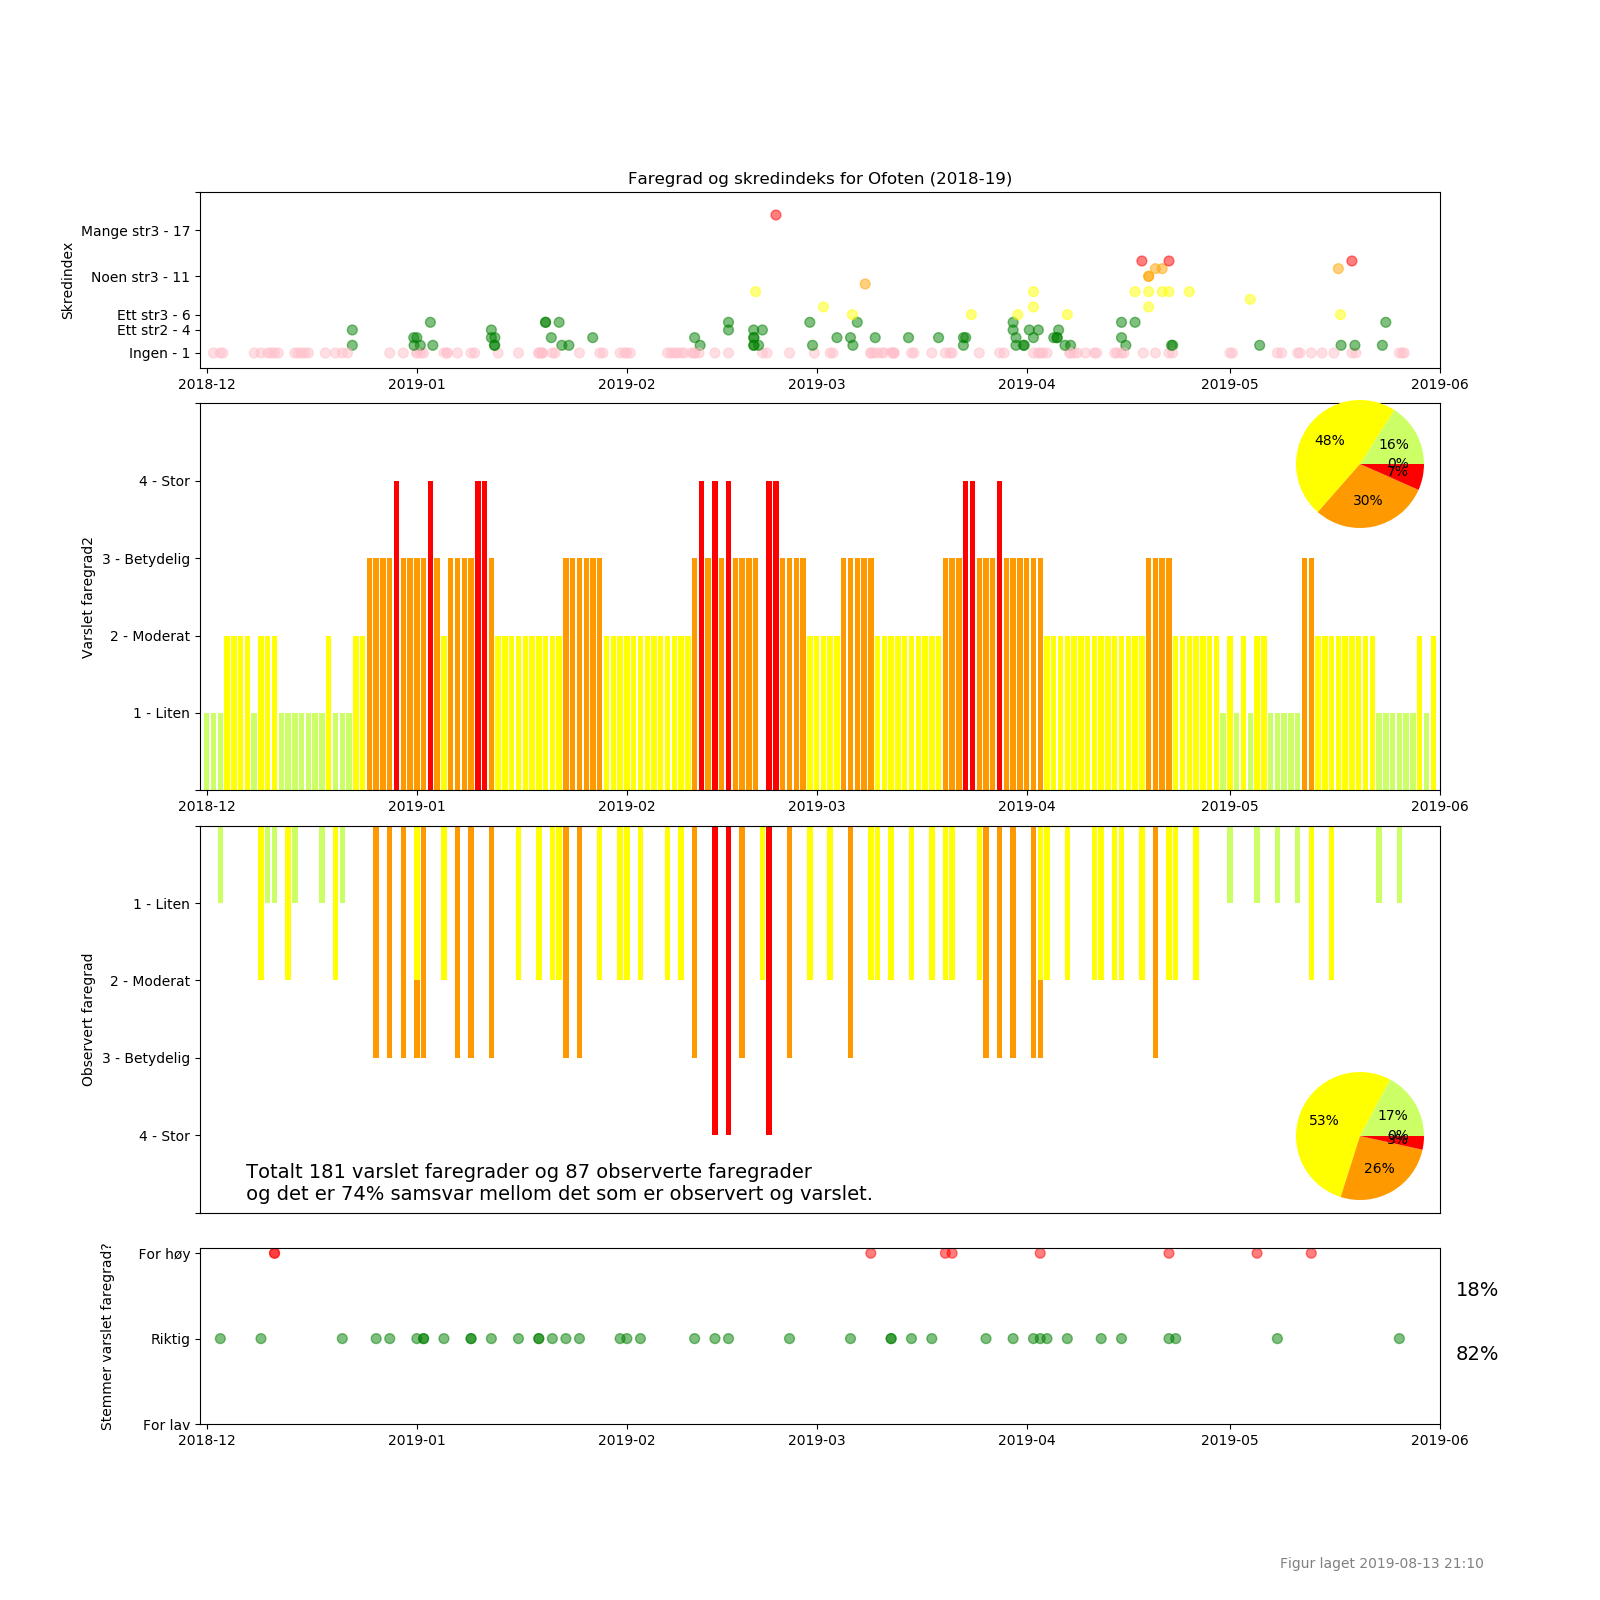 Faregrad og skredindeks for Ofoten (2018-19)
Skredindex
Mange str3 - 17
Noen str3 - 11
Ett str3 - 6
Ett str2 - 4
Ingen - 1
2018-12 2019-01 2019-02 2019-03 2019-04 2019-05 2019-06
Varslet faregrad2
4 - Stor
3 - Betydelig
2 - Moderat
1 - Liten
48%
16%
0%
7%
30%
2018-12 2019-01 2019-02 2019-03 2019-04 2019-05 2019-06
Observert faregrad
1 - Liten
2 - Moderat
3 - Betydelig
4 - Stor
53%
17%
0%
3%
26%
Totalt 181 varslet faregrader og 87 observerte faregrader
og det er 74% samsvar mellom det som er observert og varslet.
Stemmer varslet faregrad?
For høy
Riktig
For lav
18%
82%
2018-12 2019-01 2019-02 2019-03 2019-04 2019-05 2019-06
Figur laget 2019-08-13 21:10